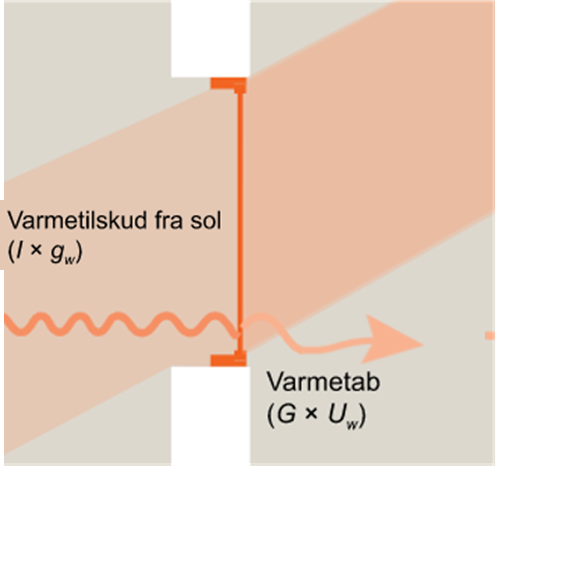 Varmetilskud fra sol
(I × gw)
Varmetab
(G × Uw)